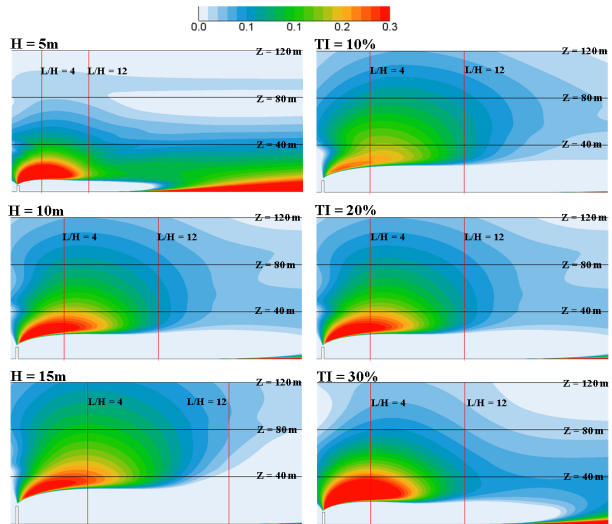 0.0 0.1 0.1 0.2 0.3
H = 5m
Z = 120 m
L/H = 4 L/H = 12
Z = 80 m
Z = 40 m
TI = 10%
Z = 120 m
L/H = 4 L/H = 12
Z = 80 m
Z = 40 m
H = 10m
Z = 120 m
L/H = 4 L/H = 12
Z = 80 m
Z = 40 m
TI = 20%
Z = 120 m
L/H = 4 L/H = 12
Z = 80 m
Z = 40 m
H = 15m
Z = 120 m
L/H = 4 L/H = 12
Z = 80 m
Z = 40 m
TI = 30%
Z = 120 m
L/H = 4 L/H = 12
Z = 80 m
Z = 40 m